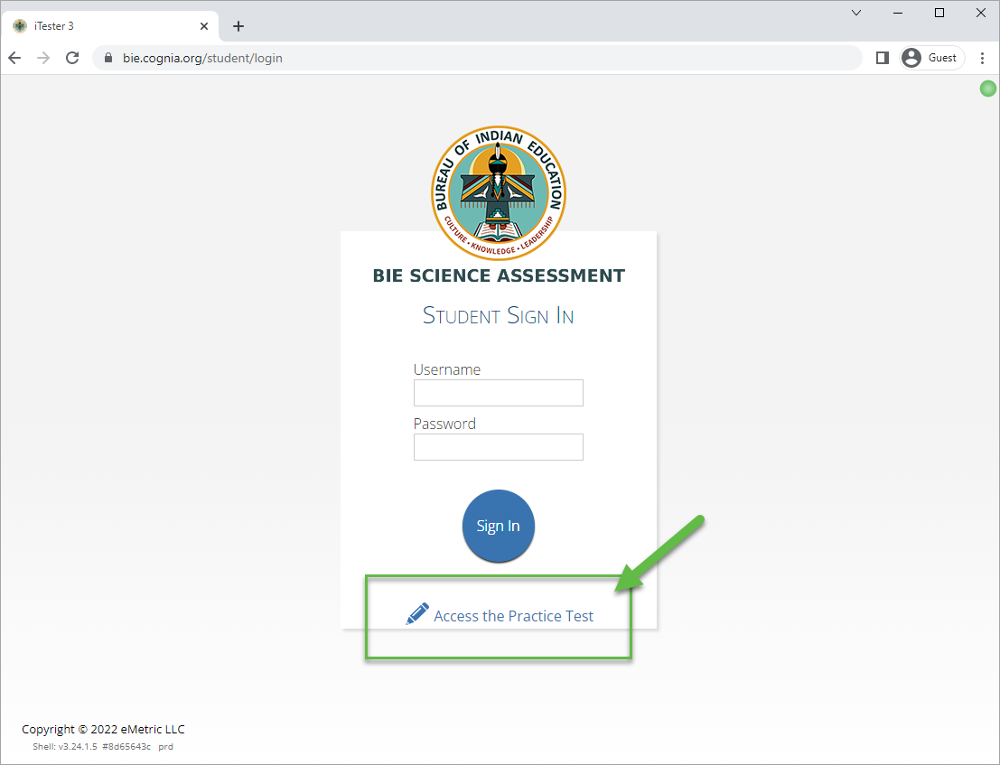 iTester 3
bie.cognia.org/student/login
Guest
BUREAU OF INDIAN EDUCATION
CULTURE • KNOWLEDGE • LEADERSHIP
BIE SCIENCE ASSESSMENT
Student Sign In
Username
Password
Sign In
Access the Practice Test
Copyright © 2022 eMetric LLC
Shell: v3.24.1.5 #8d65643c prd